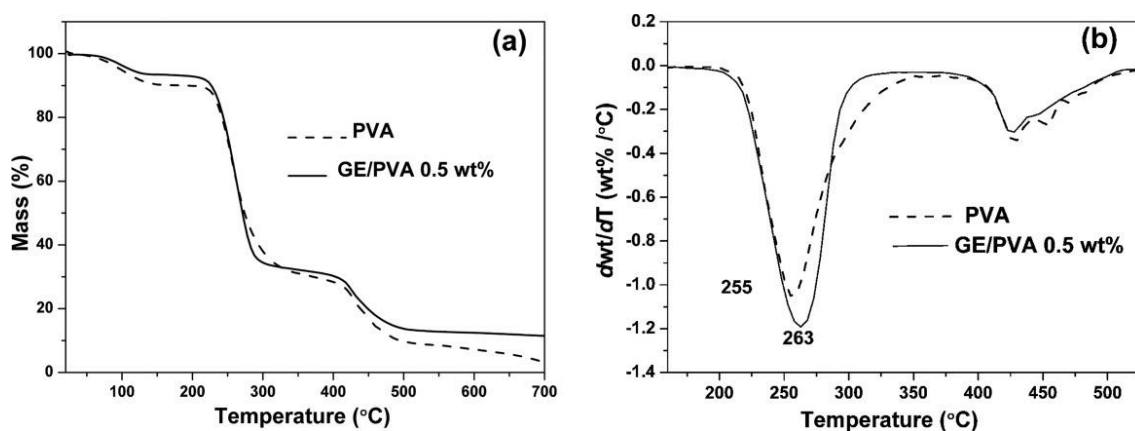 (a)
100
80
60
40
20
0
Mass (%)
PVA
GE/PVA 0.5 wt%
0 100 200 300 400 500 600 700
Temperature (°C)
(b)
0.2
0.0
-0.2
-0.4
-0.6
-0.8
-1.0
-1.2
-1.4
dwt/dT (wt% /°C)
PVA
GE/PVA 0.5 wt%
255
263
200 250 300 350 400 450 500
Temperature (°C)